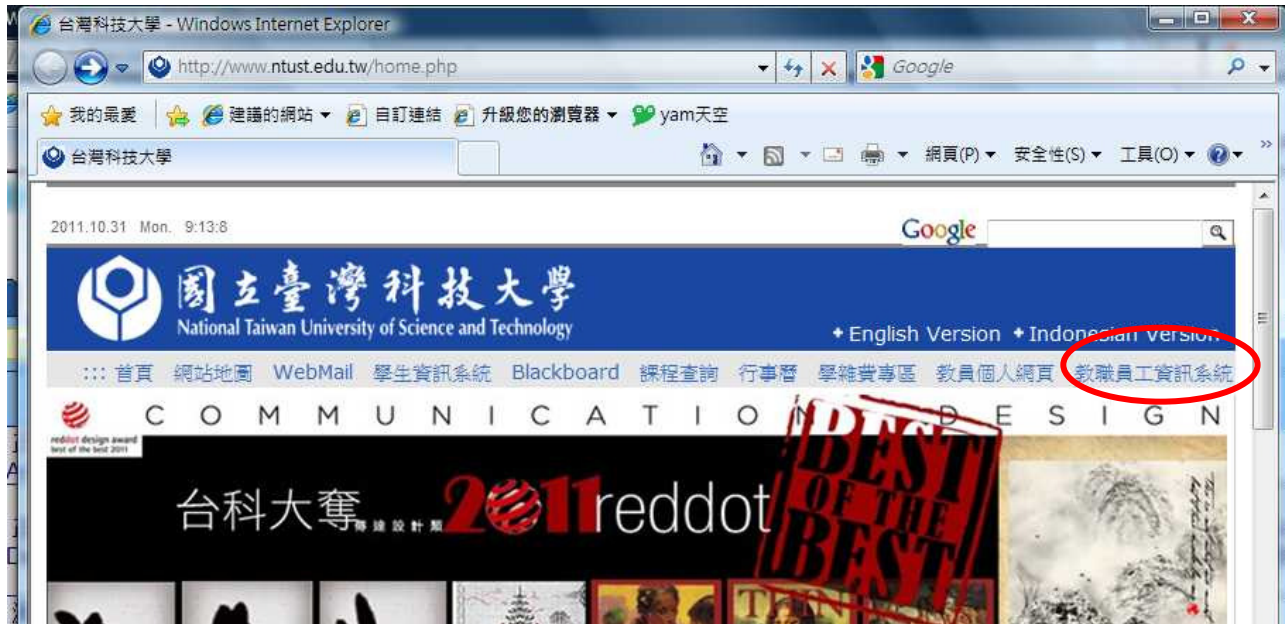 台灣科技大學 - Windows Internet Explorer
http://www.ntust.edu.tw/home.php
Google
我的最愛
建議的網站
自訂連結
升級您的瀏覽器
yam天空
台灣科技大學
網頁(P)
安全性(S)
工具(O)
2011.10.31 Mon. 9:13:8
Google
國立臺灣科技大學
National Taiwan University of Science and Technology
English Version
Indonesian Version
::: 首頁 網站地圖 WebMail 學生資訊系統 Blackboard 課程查詢 行事曆 學雜費專區 教員個人網頁 教職員工資訊系統
COMMUNICATION DESIGN
reddot design award
best of the best 2011
台科大奪 傳達設計類 2011 reddot
BEST
OF THE
BEST